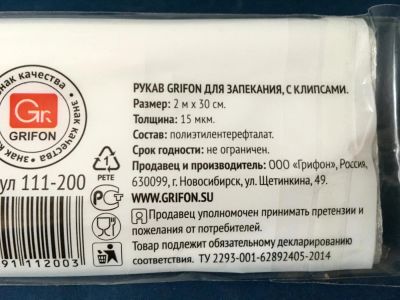 знак качества
знак качества
знак
Gr.
GRIFON
РУКАВ GRIFON ДЛЯ ЗАПЕКАНИЯ, С КЛИПСАМИ.
Размер: 2 м х 30 см.
Толщина: 15 мкм.
Состав: полиэтилентерефталат.
Срок годности: не ограничен.
Продавец и производитель: ООО «Грифон», Россия,
630099, г. Новосибирск, ул. Щетинкина, 49.
WWW.GRIFON.SU
Продавец уполномочен принимать претензии и
пожелания от потребителей.
Товар подлежит обязательному декларированию
соответствия. ТУ 2293-001-62892405-2014
1
PETE
ул 111-200
91112003